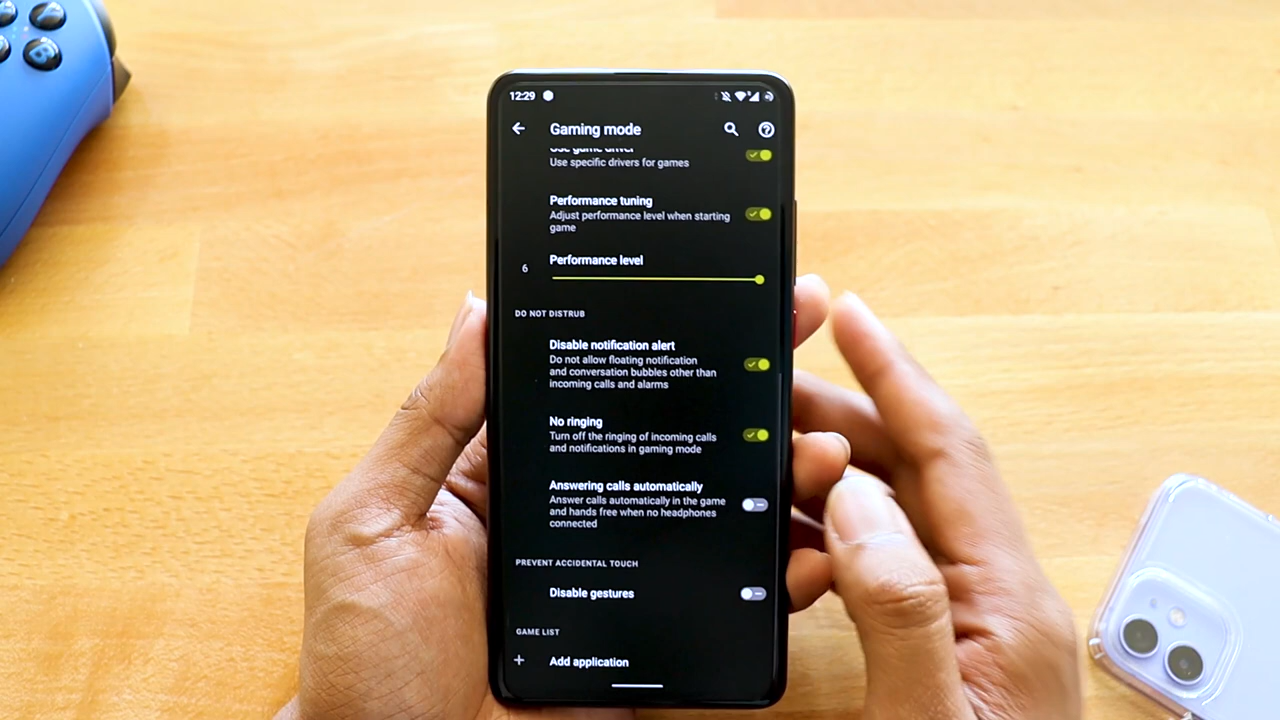 12:29
Gaming mode
Use game driver
Use specific drivers for games
Performance tuning
Adjust performance level when starting
game
Performance level
6
DO NOT DISTRUB
Disable notification alert
Do not allow floating notification
and conversation bubbles other than
incoming calls and alarms
No ringing
Turn off the ringing of incoming calls
and notifications in gaming mode
Answering calls automatically
Answer calls automatically in the game
and hands free when no headphones
connected
PREVENT ACCIDENTAL TOUCH
Disable gestures
GAME LIST
Add application